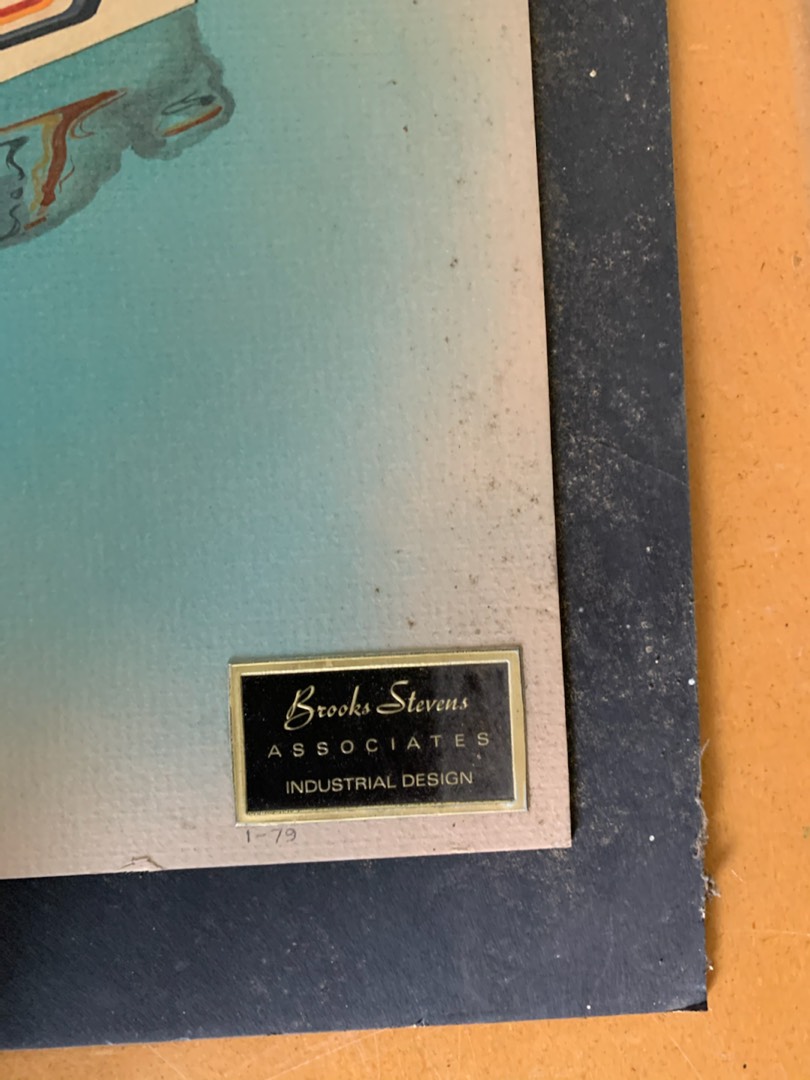 Brooks Stevens
ASSOCIATES
INDUSTRIAL DESIGN
1-79